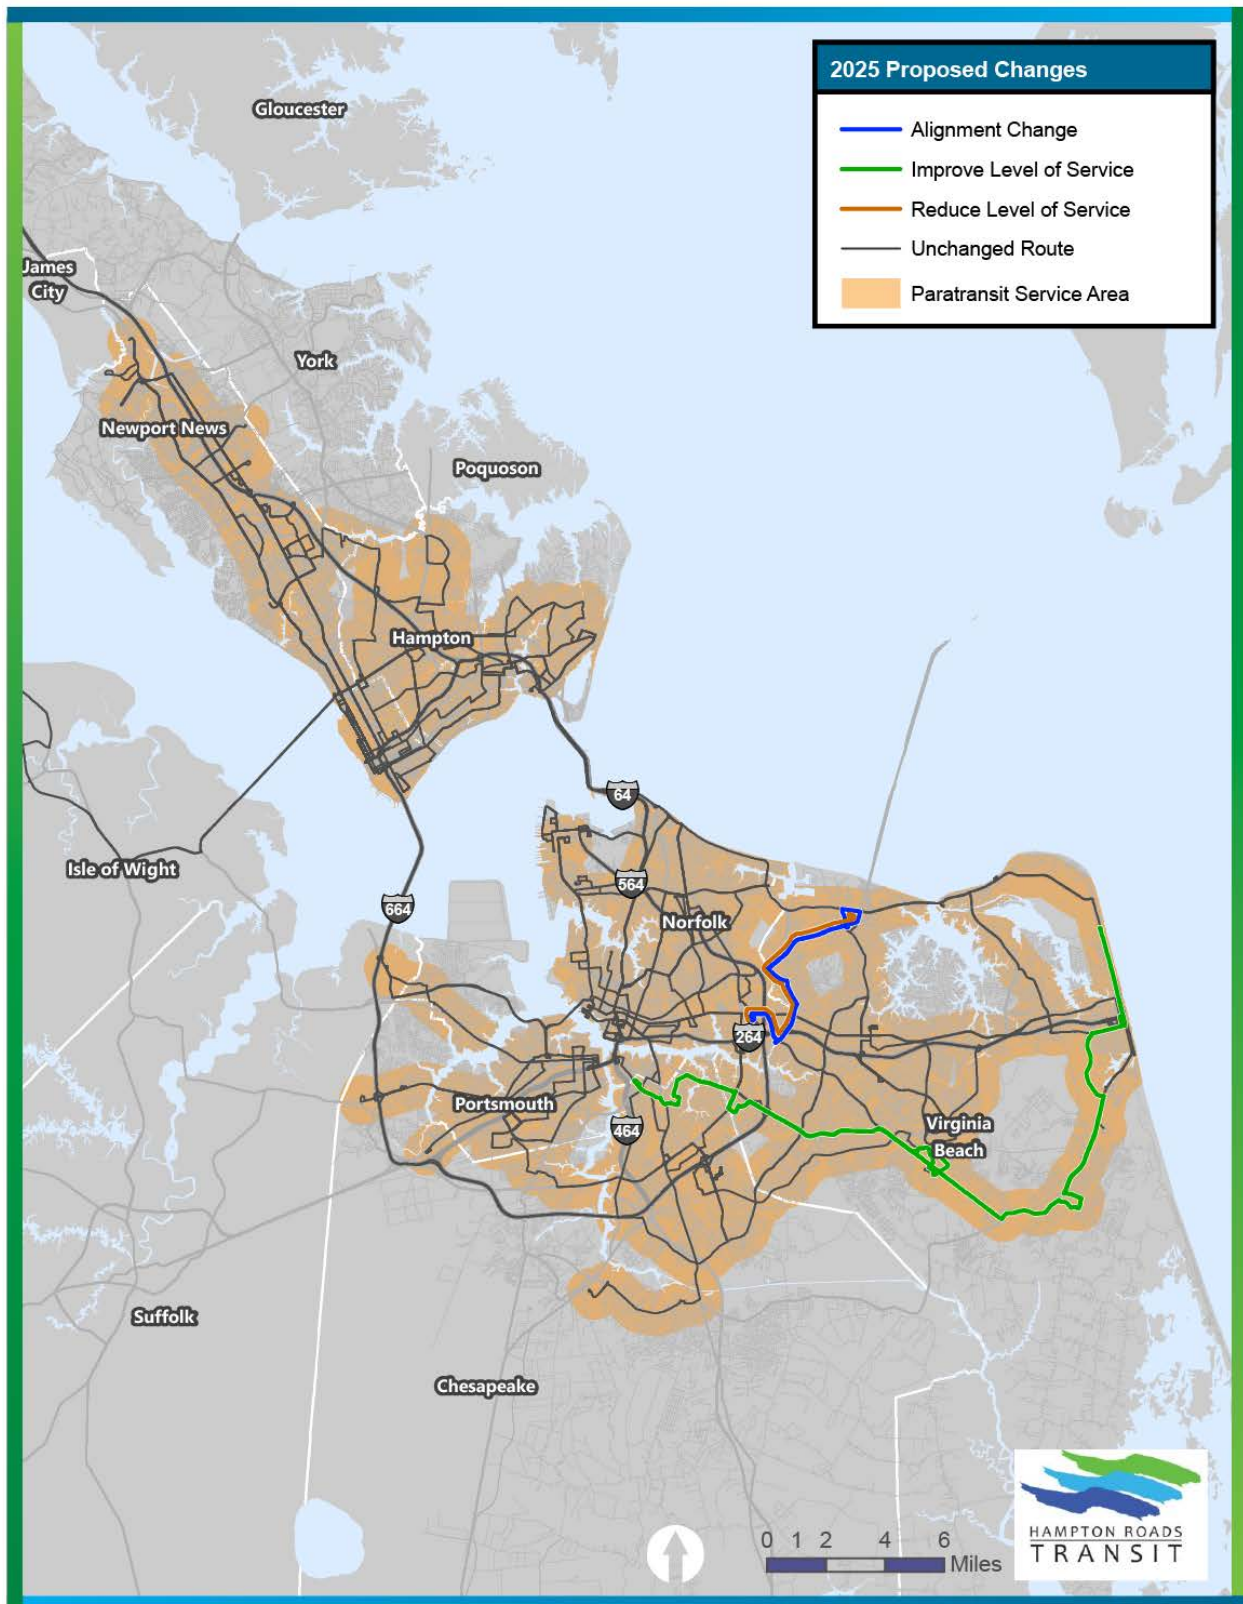 2025 Proposed Changes
Alignment Change
Improve Level of Service
Reduce Level of Service
Unchanged Route
Paratransit Service Area
Gloucester
James
City
York
Newport News
Poquoson
Hampton
64
Isle of Wight
564
664
Norfolk
264
Portsmouth
464
Virginia
Beach
Suffolk
Chesapeake
0 1 2 4 6
Miles
HAMPTON ROADS
TRANSIT